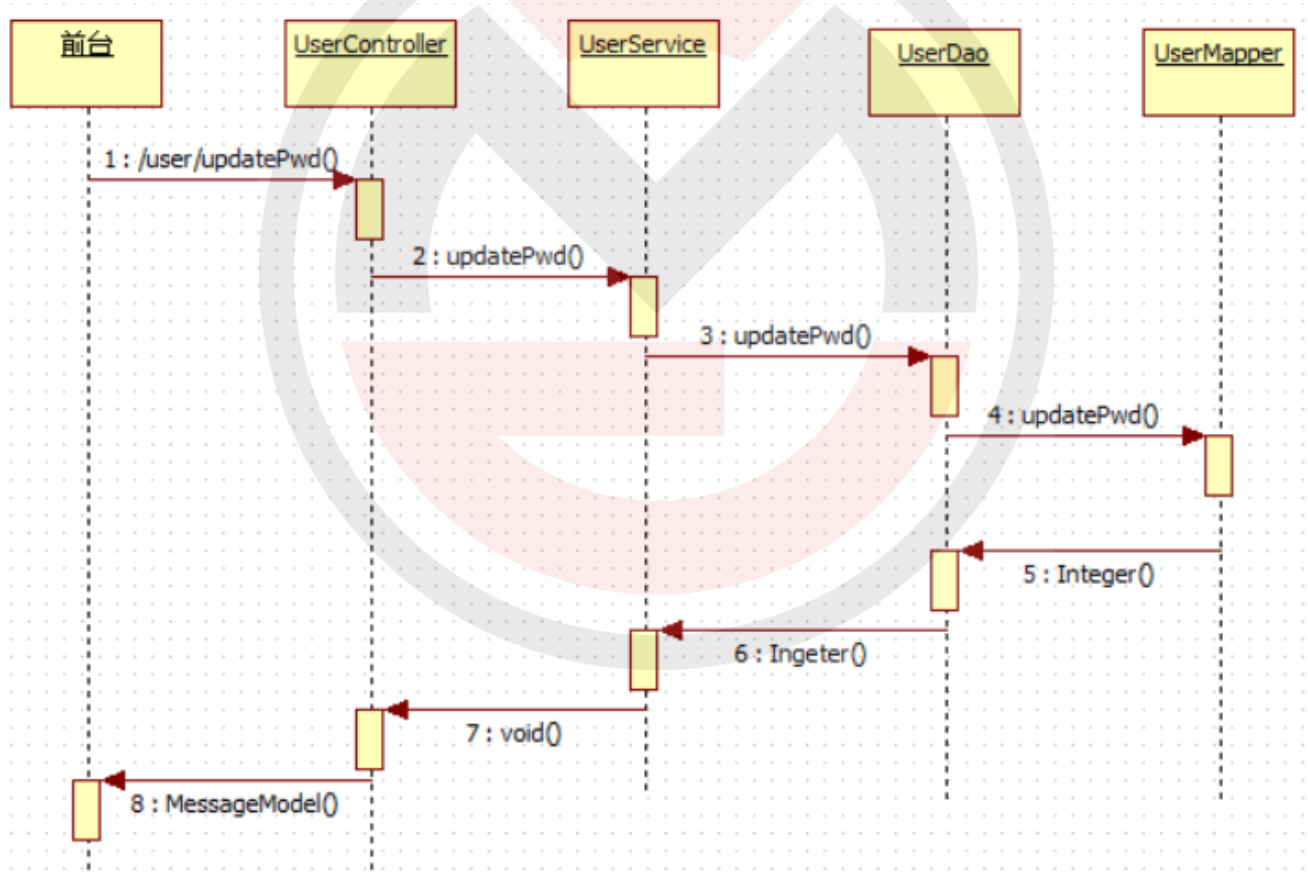 前台
UserController
UserService
UserDao
UserMapper
1 : /user/updatePwd()
2 : updatePwd()
3 : updatePwd()
4 : updatePwd()
5 : Integer()
6 : Ingeter()
7 : void()
8 : MessageModel()